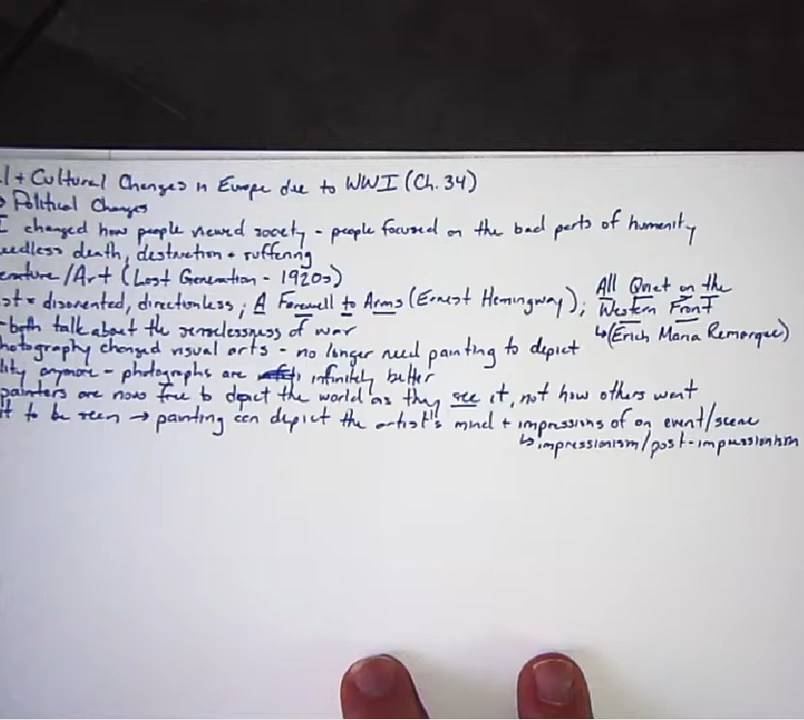 l + Cultural Changes in Europe due to WWI (Ch. 34)
→ Political Changes
I changed how people viewed society - people focused on the bad parts of humanity
eedless death, destruction + suffering
erature/Art (Lost Generation - 1920s)
st = disoriented, directionless; A Farewell to Arms (Ernest Hemingway); All Quiet on the
Western Front
↳(Erich Maria Remarque)
- both talk about the senselessness of war
hotography changed visual arts - no longer need painting to depict
lity anymore - photographs are infinitely better
painters are now free to depict the world as they see it, not how others want
it to be seen → painting can depict the artist's mind + impressions of an event/scene
↳impressionism/post-impressionism